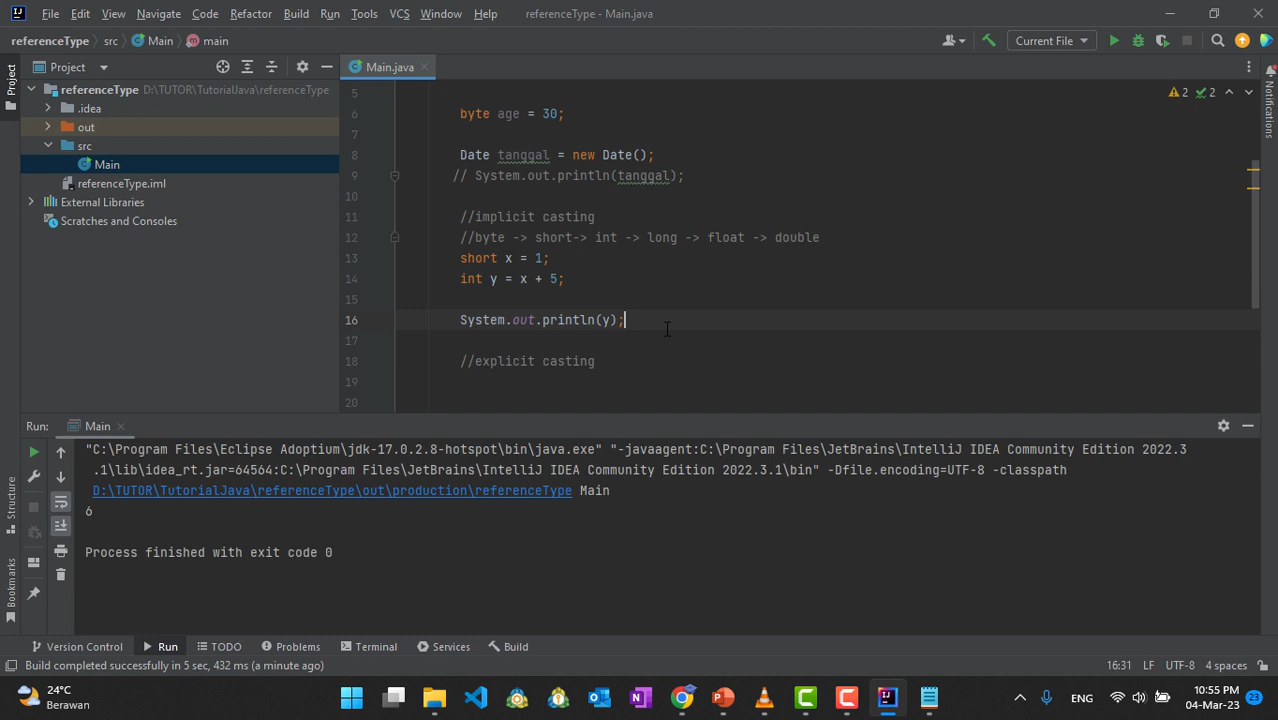 File Edit View Navigate Code Refactor Build Run Tools VCS Window Help referenceType - Main.java
referenceType src Main main Current File
Project Main.java
Project
Notifications
referenceType D:\TUTOR\TutorialJava\referenceType
.idea
out
src
Main
referenceType.iml
External Libraries
Scratches and Consoles
2 2
5
6 byte age = 30;
7
8 Date tanggal = new Date();
9 // System.out.println(tanggal);
10
11 //implicit casting
12 //byte -> short-> int -> long -> float -> double
13 short x = 1;
14 int y = x + 5;
15
16 System.out.println(y);
17
18 //explicit casting
19
20
Run: Main
"C:\Program Files\Eclipse Adoptium\jdk-17.0.2.8-hotspot\bin\java.exe" "-javaagent:C:\Program Files\JetBrains\IntelliJ IDEA Community Edition 2022.3
.1\lib\idea_rt.jar=64564:C:\Program Files\JetBrains\IntelliJ IDEA Community Edition 2022.3.1\bin" -Dfile.encoding=UTF-8 -classpath
D:\TUTOR\TutorialJava\referenceType\out\production\referenceType Main
6
Process finished with exit code 0
Structure
Bookmarks
Version Control Run TODO Problems Terminal Services Build
Build completed successfully in 5 sec, 432 ms (a minute ago) 16:31 LF UTF-8 4 spaces
24°C
Berawan
ENG
10:55 PM
04-Mar-23
23